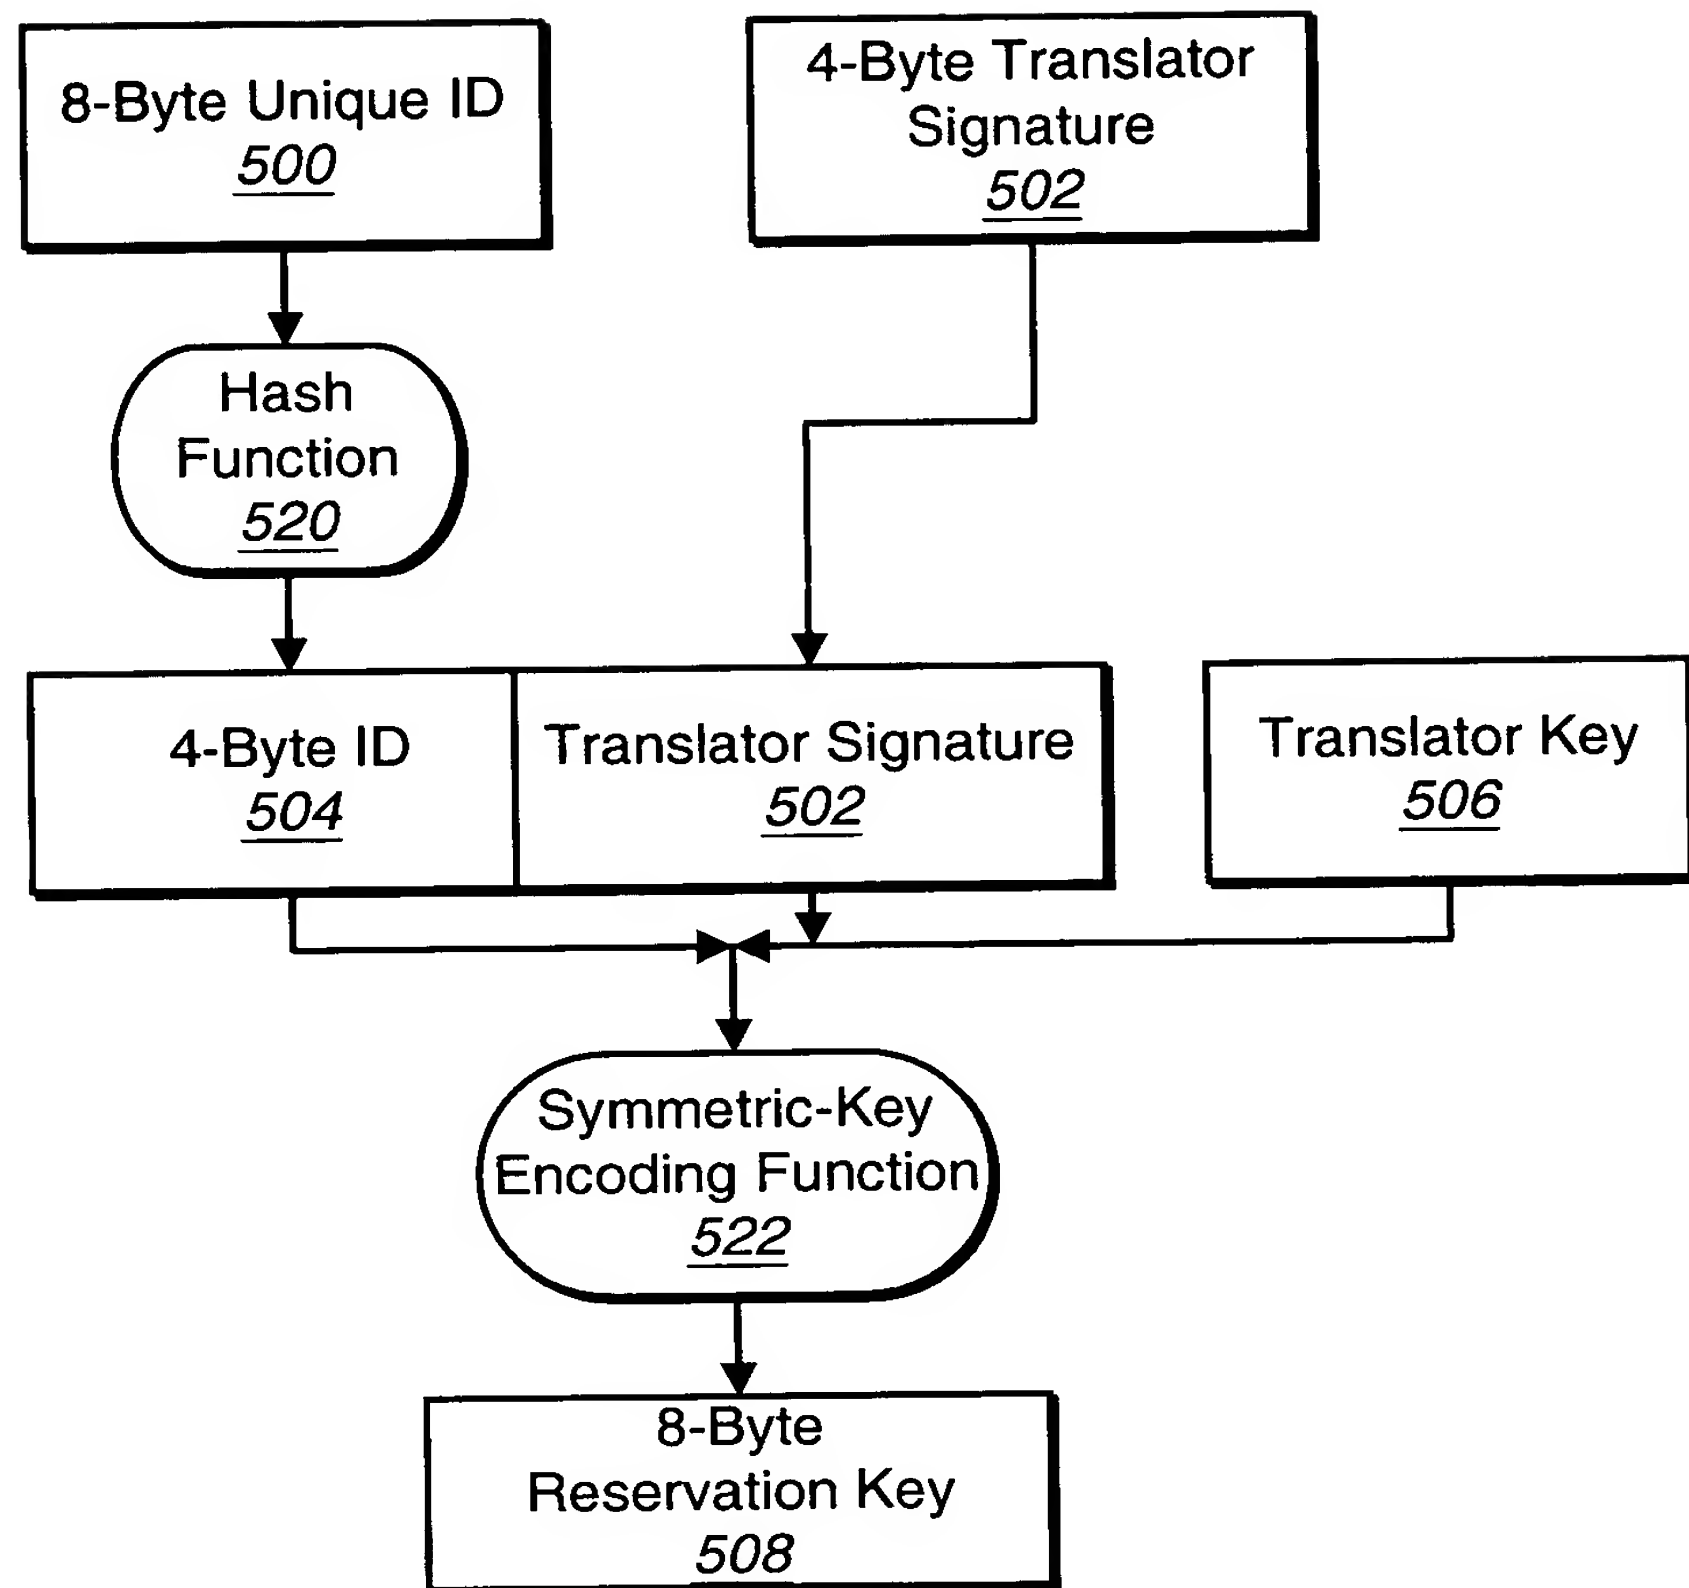 8-Byte Unique ID
500
4-Byte Translator
Signature
502
Hash
Function
520
4-Byte ID
504
Translator Signature
502
Translator Key
506
Symmetric-Key
Encoding Function
522
8-Byte
Reservation Key
508